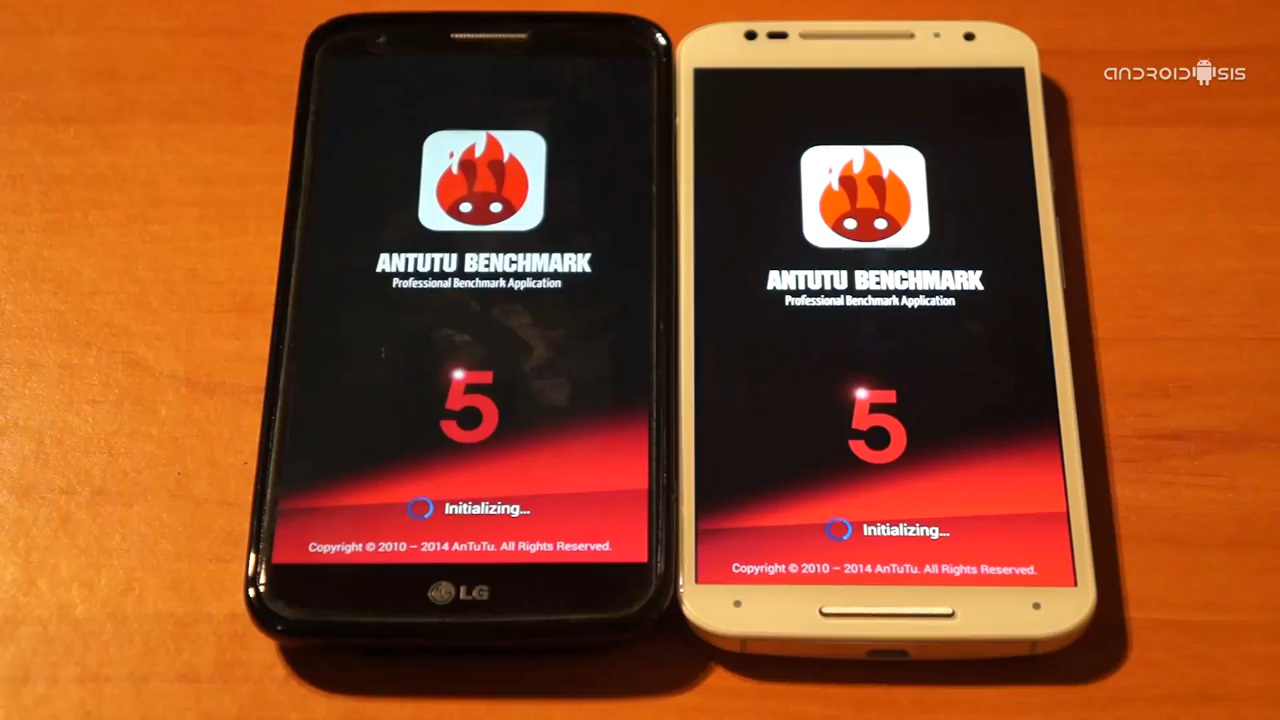 ANDROIDSIS
ANTUTU BENCHMARK
Professional Benchmark Application
5
Initializing...
Copyright © 2010 – 2014 AnTuTu. All Rights Reserved.
LG
ANTUTU BENCHMARK
Professional Benchmark Application
5
Initializing...
Copyright © 2010 – 2014 AnTuTu. All Rights Reserved.